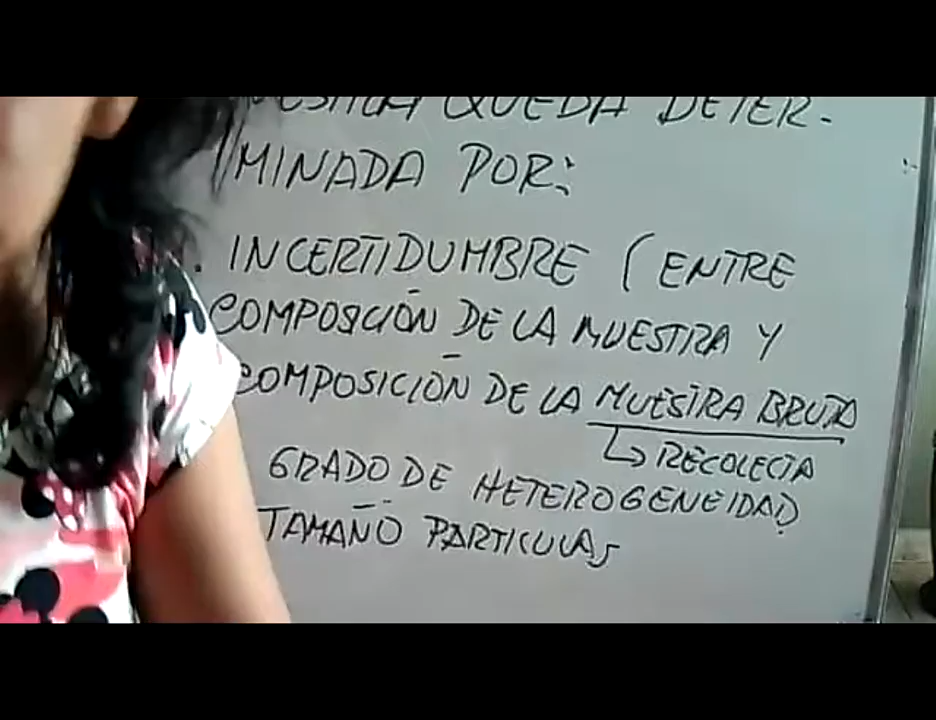 QUEDA DETER-
MINADA POR:
INCERTIDUMBRE (ENTRE
COMPOSICIÓN DE LA MUESTRA Y
COMPOSICIÓN DE LA MUESTRA BRUTA
↳ RECOLECTA
GRADO DE HETEROGENEIDAD
TAMAÑO PARTICULAS